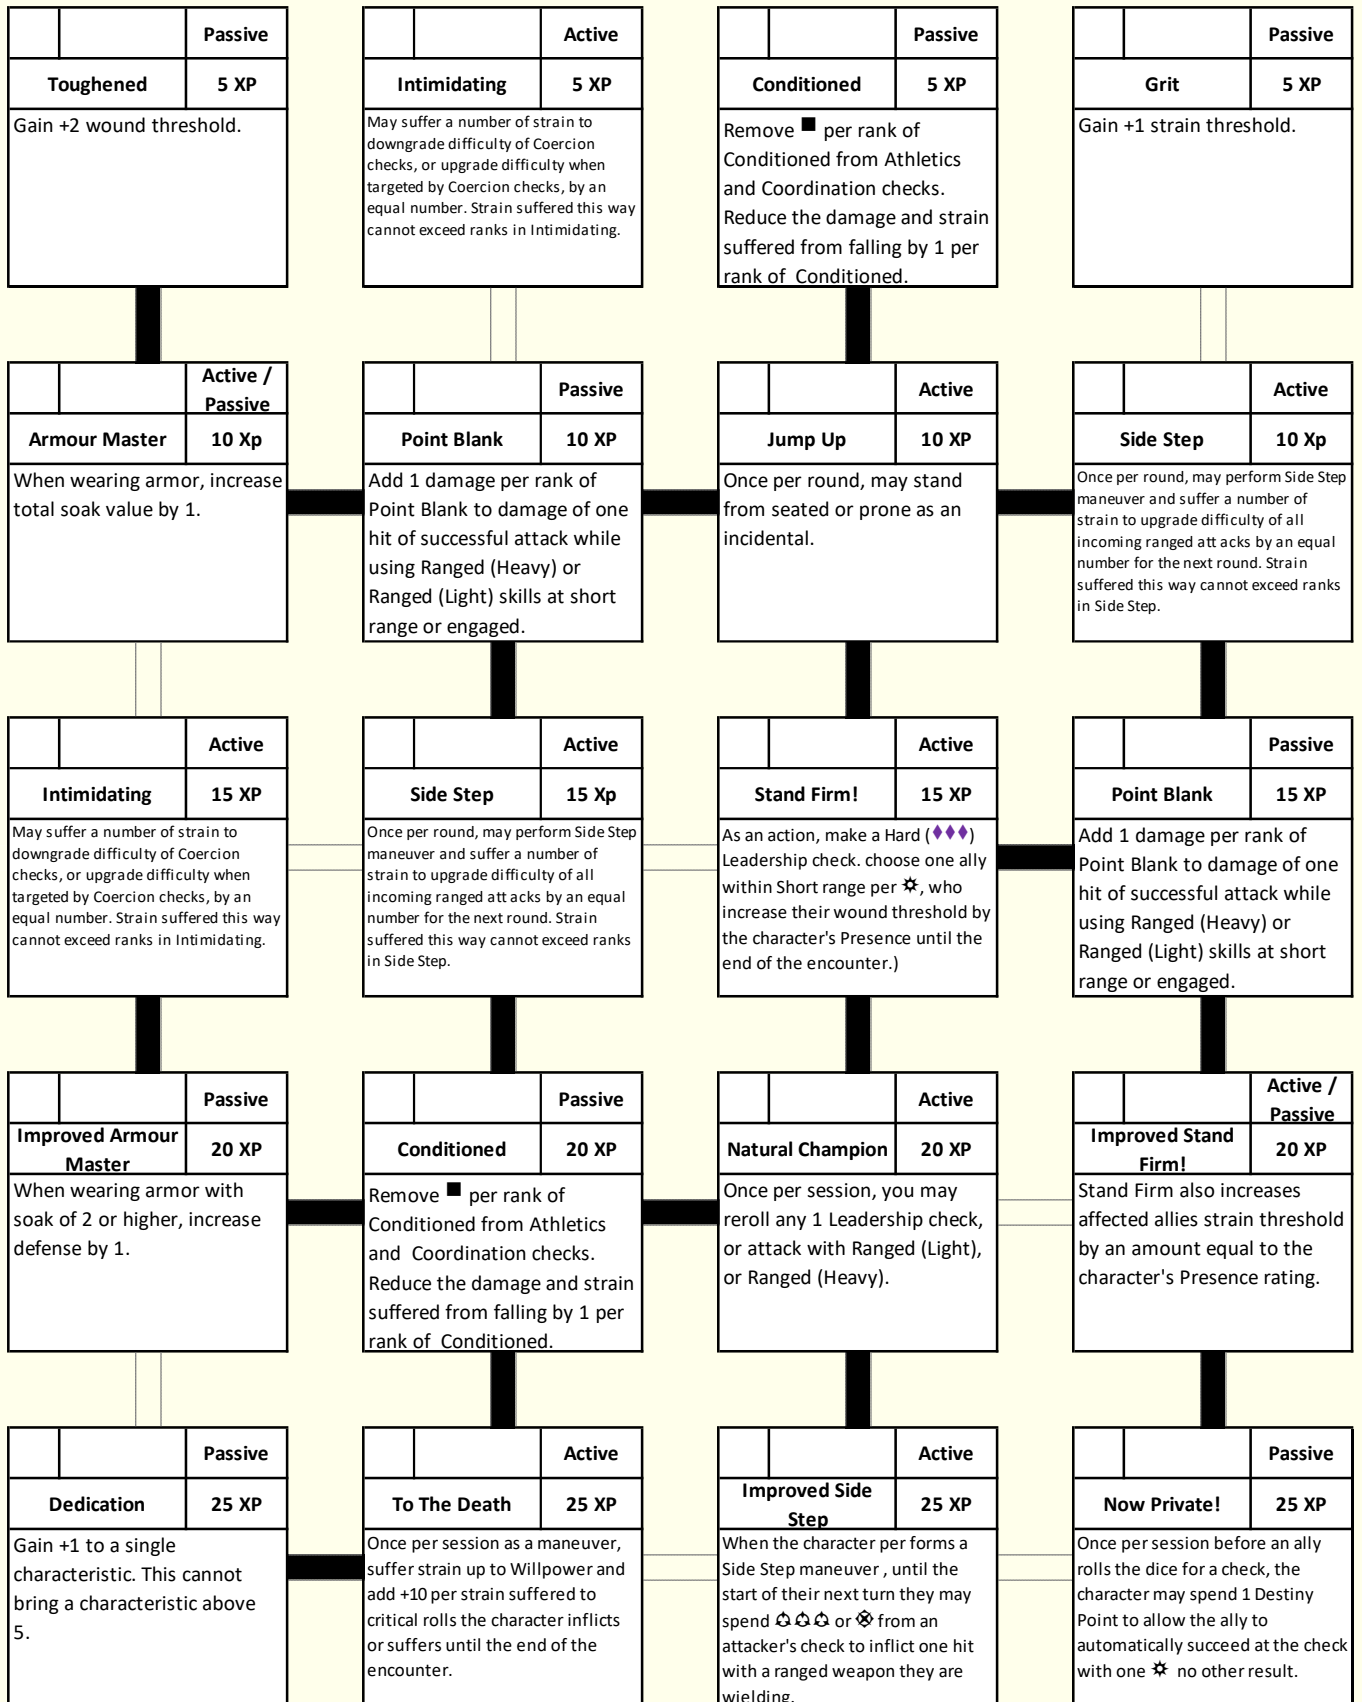 Passive
Toughened 5 XP
Gain +2 wound threshold.
Active
Intimidating 5 XP
May suffer a number of strain to
downgrade difficulty of Coercion
checks, or upgrade difficulty when
targeted by Coercion checks, by an
equal number. Strain suffered this way
cannot exceed ranks in Intimidating.
Passive
Conditioned 5 XP
Remove ■ per rank of
Conditioned from Athletics
and Coordination checks.
Reduce the damage and strain
suffered from falling by 1 per
rank of Conditioned.
Passive
Grit 5 XP
Gain +1 strain threshold.
Active /
Passive
Armour Master 10 Xp
When wearing armor, increase
total soak value by 1.
Passive
Point Blank 10 XP
Add 1 damage per rank of
Point Blank to damage of one
hit of successful attack while
using Ranged (Heavy) or
Ranged (Light) skills at short
range or engaged.
Active
Jump Up 10 XP
Once per round, may stand
from seated or prone as an
incidental.
Active
Side Step 10 Xp
Once per round, may perform Side Step
maneuver and suffer a number of
strain to upgrade difficulty of all
incoming ranged att acks by an equal
number for the next round. Strain
suffered this way cannot exceed ranks
in Side Step.
Active
Intimidating 15 XP
May suffer a number of strain to
downgrade difficulty of Coercion
checks, or upgrade difficulty when
targeted by Coercion checks, by an
equal number. Strain suffered this way
cannot exceed ranks in Intimidating.
Active
Side Step 15 Xp
Once per round, may perform Side Step
maneuver and suffer a number of
strain to upgrade difficulty of all
incoming ranged att acks by an equal
number for the next round. Strain
suffered this way cannot exceed ranks
in Side Step.
Active
Stand Firm! 15 XP
As an action, make a Hard (♦♦♦)
Leadership check. choose one ally
within Short range per ✡, who
increase their wound threshold by
the character's Presence until the
end of the encounter.)
Passive
Point Blank 15 XP
Add 1 damage per rank of
Point Blank to damage of one
hit of successful attack while
using Ranged (Heavy) or
Ranged (Light) skills at short
range or engaged.
Passive
Improved Armour
Master 20 XP
When wearing armor with
soak of 2 or higher, increase
defense by 1.
Passive
Conditioned 20 XP
Remove ■ per rank of
Conditioned from Athletics
and Coordination checks.
Reduce the damage and strain
suffered from falling by 1 per
rank of Conditioned.
Active
Natural Champion 20 XP
Once per session, you may
reroll any 1 Leadership check,
or attack with Ranged (Light),
or Ranged (Heavy).
Active /
Passive
Improved Stand
Firm! 20 XP
Stand Firm also increases
affected allies strain threshold
by an amount equal to the
character's Presence rating.
Passive
Dedication 25 XP
Gain +1 to a single
characteristic. This cannot
bring a characteristic above
5.
Active
To The Death 25 XP
Once per session as a maneuver,
suffer strain up to Willpower and
add +10 per strain suffered to
critical rolls the character inflicts
or suffers until the end of the
encounter.
Active
Improved Side
Step 25 XP
When the character per forms a
Side Step maneuver , until the
start of their next turn they may
spend or from an
attacker's check to inflict one hit
with a ranged weapon they are
wielding.
Passive
Now Private! 25 XP
Once per session before an ally
rolls the dice for a check, the
character may spend 1 Destiny
Point to allow the ally to
automatically succeed at the check
with one ✡ no other result.